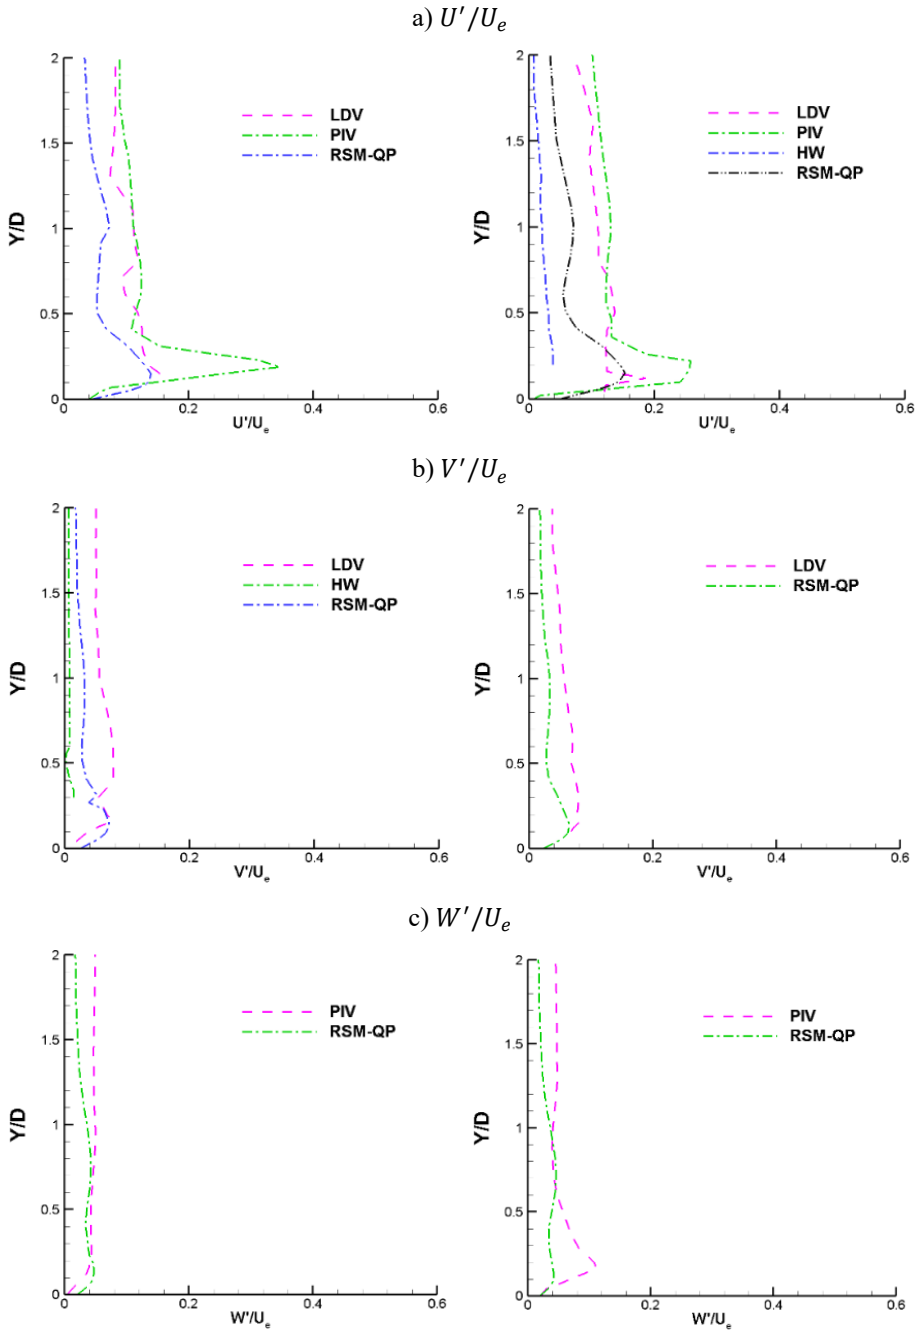 a) U′/Uₑ
2
1.5
1
0.5
0
0
0.2
0.4
0.6
Y/D
U'/Uₑ
LDV
PIV
RSM-QP
2
1.5
1
0.5
0
0
0.2
0.4
0.6
Y/D
U'/Uₑ
LDV
PIV
HW
RSM-QP
b) V′/Uₑ
2
1.5
1
0.5
0
0
0.2
0.4
0.6
Y/D
V'/Uₑ
LDV
HW
RSM-QP
2
1.5
1
0.5
0
0
0.2
0.4
0.6
Y/D
V'/Uₑ
LDV
RSM-QP
c) W′/Uₑ
2
1.5
1
0.5
0
0
0.2
0.4
0.6
Y/D
W'/Uₑ
PIV
RSM-QP
2
1.5
1
0.5
0
0
0.2
0.4
0.6
Y/D
W'/Uₑ
PIV
RSM-QP